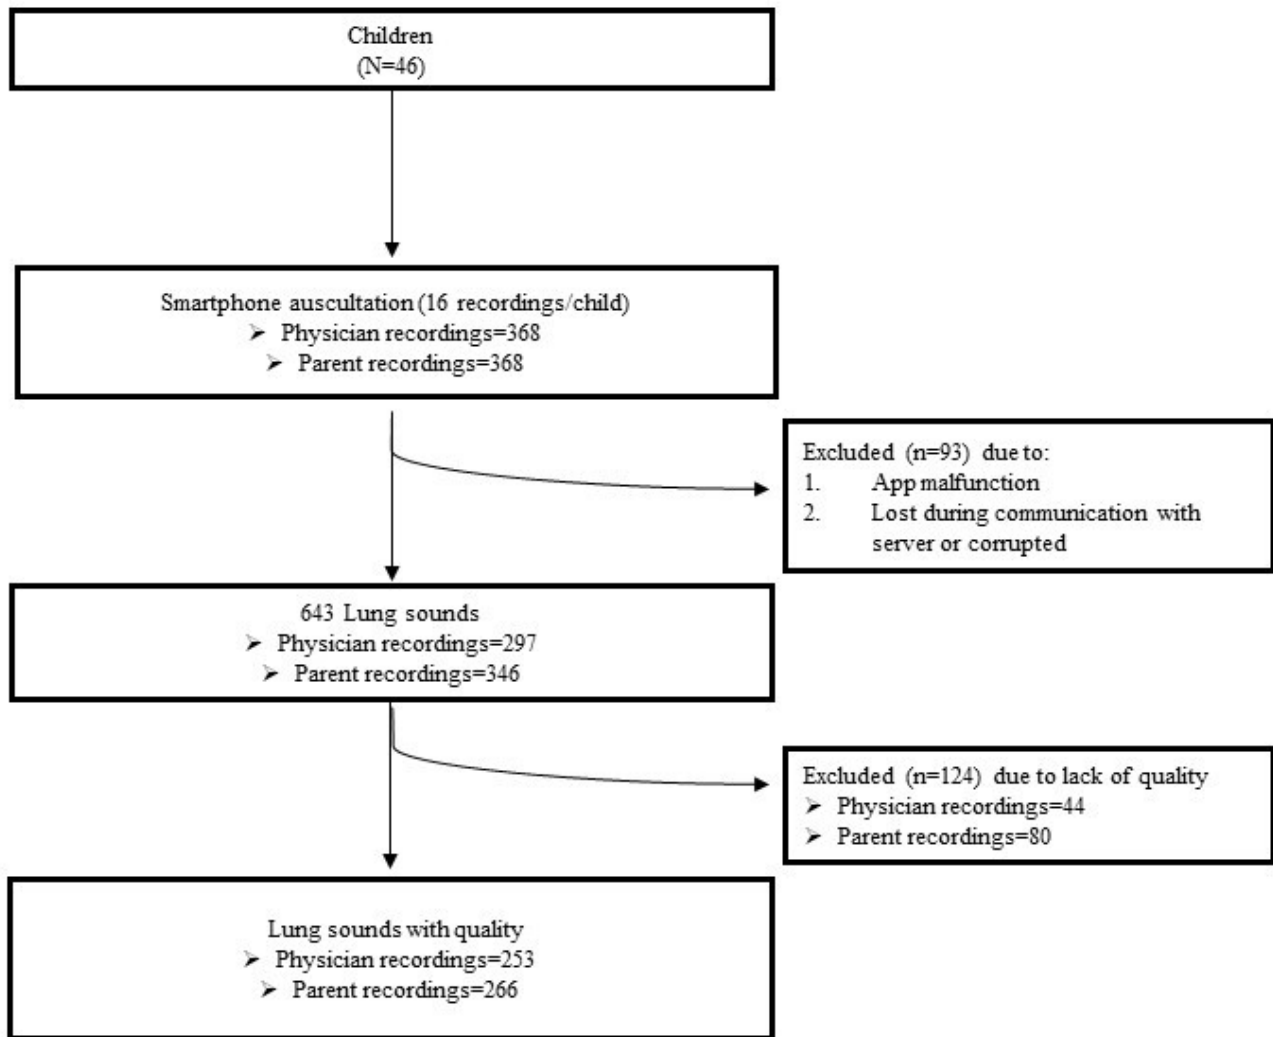 Children
(N=46)
Smartphone auscultation (16 recordings/child)
➢ Physician recordings=368
➢ Parent recordings=368
Excluded (n=93) due to:
1. App malfunction
2. Lost during communication with
server or corrupted
643 Lung sounds
➢ Physician recordings=297
➢ Parent recordings=346
Excluded (n=124) due to lack of quality
➢ Physician recordings=44
➢ Parent recordings=80
Lung sounds with quality
➢ Physician recordings=253
➢ Parent recordings=266